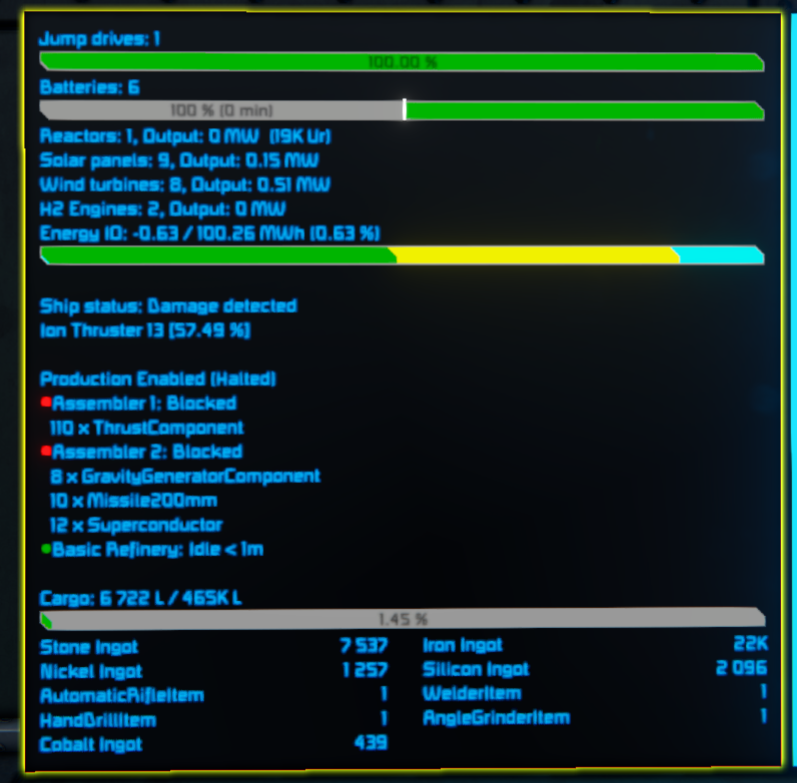 Jump drives: 1
100.00 %
Batteries: 6
100 % (0 min)
Reactors: 1, Output: 0 MW (19K Ur)
Solar panels: 9, Output: 0.15 MW
Wind turbines: 8, Output: 0.51 MW
H2 Engines: 2, Output: 0 MW
Energy IO: -0.63 / 100.26 MWh (0.63 %)
Ship status: Damage detected
Ion Thruster 13 [57.49 %]
Production Enabled (Halted)
Assembler 1: Blocked
110 x ThrustComponent
Assembler 2: Blocked
8 x GravityGeneratorComponent
10 x Missile200mm
12 x Superconductor
Basic Refinery: Idle < 1m
Cargo: 6 722 L / 465K L
1.45 %
Stone Ingot 7 537 Iron Ingot 22K
Nickel Ingot 1 257 Silicon Ingot 2 096
AutomaticRifleItem 1 WelderItem 1
HandDrillItem 1 AngleGrinderItem 1
Cobalt Ingot 439